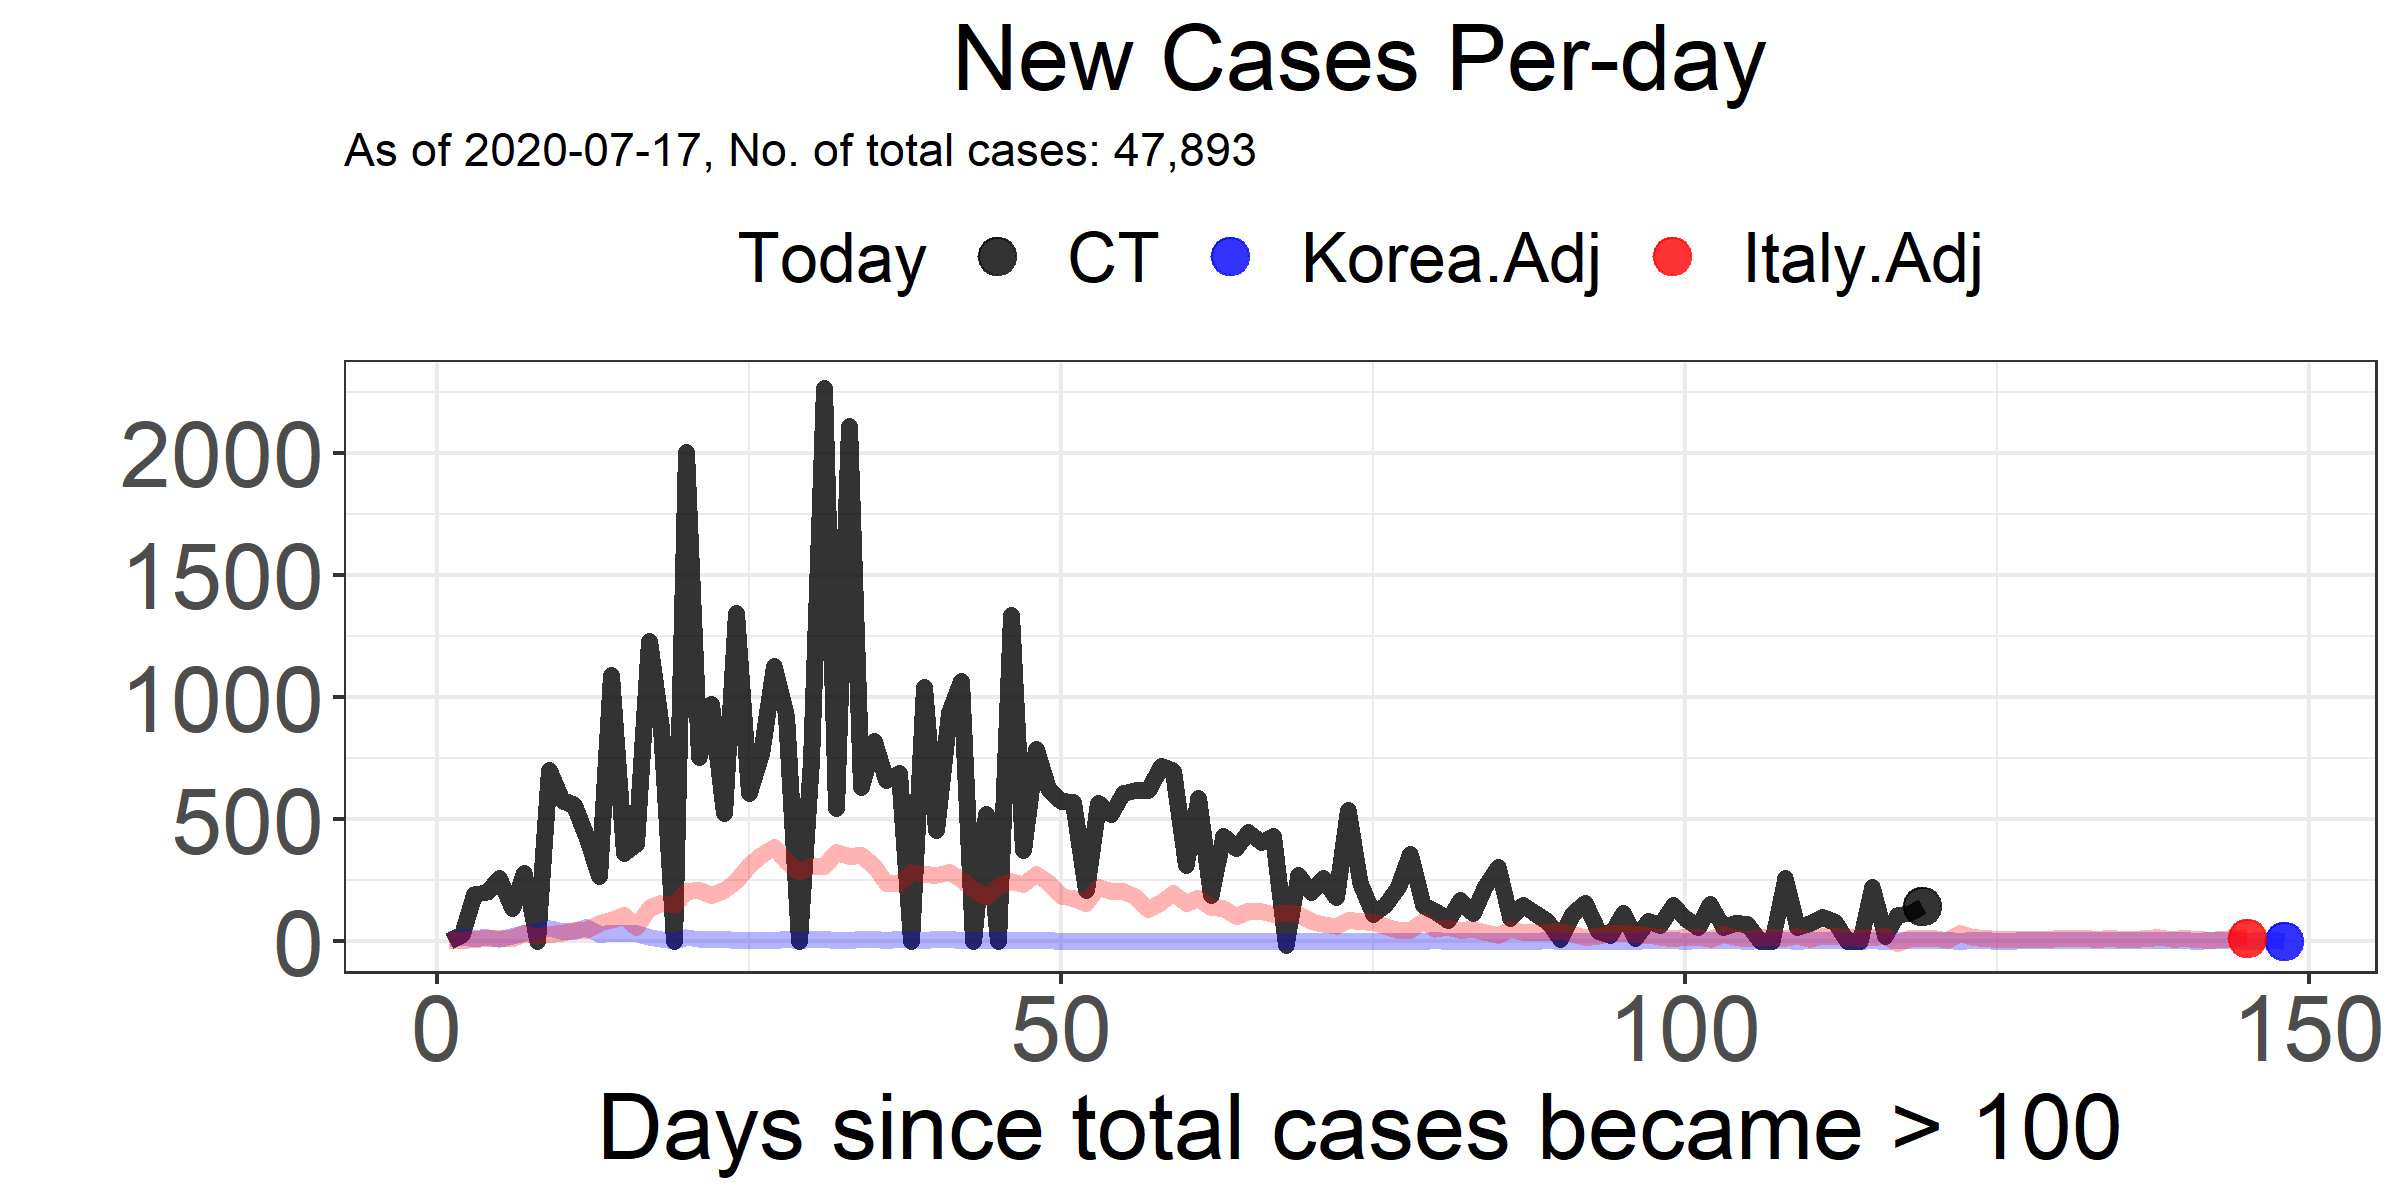 New Cases Per-day
As of 2020-07-17, No. of total cases: 47,893
Today CT Korea.Adj Italy.Adj
2000
1500
1000
500
0
0 50 100 150
Days since total cases became > 100